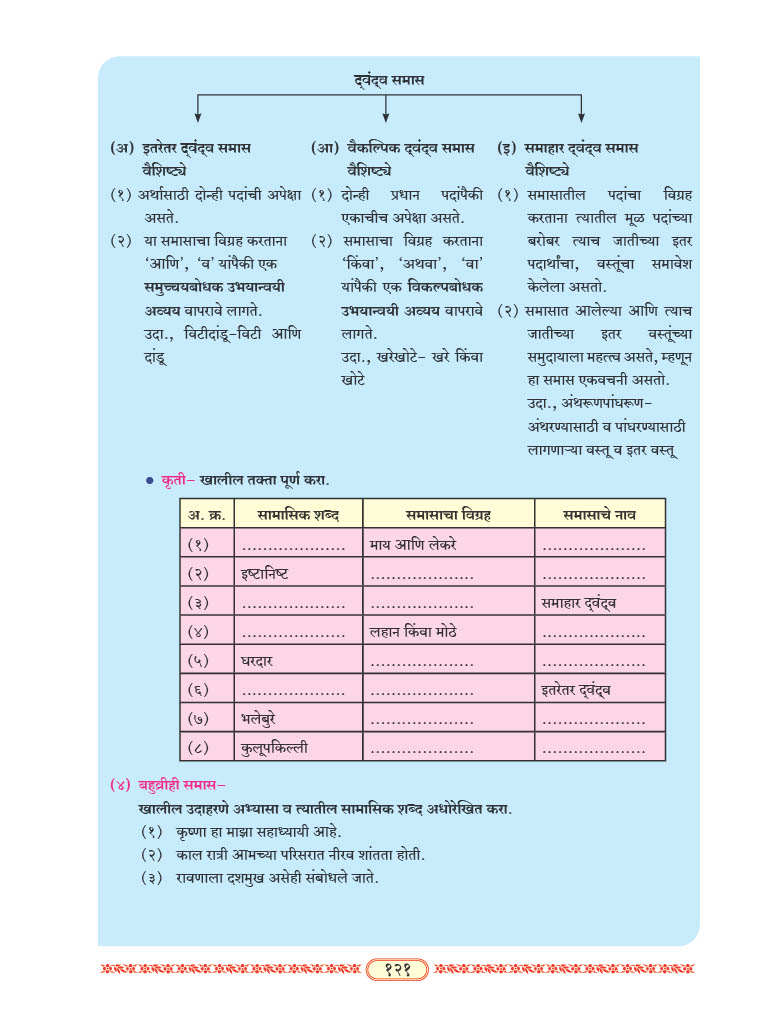 द्वंद्व समास
(अ) इतरेतर द्वंद्व समास
वैशिष्ट्ये
(१) अर्थासाठी दोन्ही पदांची अपेक्षा
असते.
(२) या समासाचा विग्रह करताना
‘आणि’, ‘व’ यांपैकी एक
समुच्चयबोधक उभयान्वयी
अव्यय वापरावे लागते.
उदा., विटीदांडू-विटी आणि
दांडू
(आ) वैकल्पिक द्वंद्व समास
वैशिष्ट्ये
(१) दोन्ही प्रधान पदांपैकी
एकाचीच अपेक्षा असते.
(२) समासाचा विग्रह करताना
‘किंवा’, ‘अथवा’, ‘वा’
यांपैकी एक विकल्पबोधक
उभयान्वयी अव्यय वापरावे
लागते.
उदा., खरेखोटे- खरे किंवा
खोटे
(इ) समाहार द्वंद्व समास
वैशिष्ट्ये
(१) समासातील पदांचा विग्रह
करताना त्यातील मूळ पदांच्या
बरोबर त्याच जातीच्या इतर
पदार्थांचा, वस्तूंचा समावेश
केलेला असतो.
(२) समासात आलेल्या आणि त्याच
जातीच्या इतर वस्तूंच्या
समुदायाला महत्त्व असते, म्हणून
हा समास एकवचनी असतो.
उदा., अंथरूणपांघरूण-
अंथरण्यासाठी व पांघरण्यासाठी
लागणाऱ्या वस्तू व इतर वस्तू
• कृती- खालील तक्ता पूर्ण करा.
अ. क्र. सामासिक शब्द समासाचा विग्रह समासाचे नाव
(१) .................... माय आणि लेकरे ....................
(२) इष्टानिष्ट .................... ....................
(३) .................... .................... समाहार द्वंद्व
(४) .................... लहान किंवा मोठे ....................
(५) घरदार .................... ....................
(६) .................... .................... इतरेतर द्वंद्व
(७) भलेबुरे .................... ....................
(८) कुलूपकिल्ली .................... ....................
(४) बहुव्रीही समास-
खालील उदाहरणे अभ्यासा व त्यातील सामासिक शब्द अधोरेखित करा.
(१) कृष्णा हा माझा सहाध्यायी आहे.
(२) काल रात्री आमच्या परिसरात नीरव शांतता होती.
(३) रावणाला दशमुख असेही संबोधले जाते.
१२१